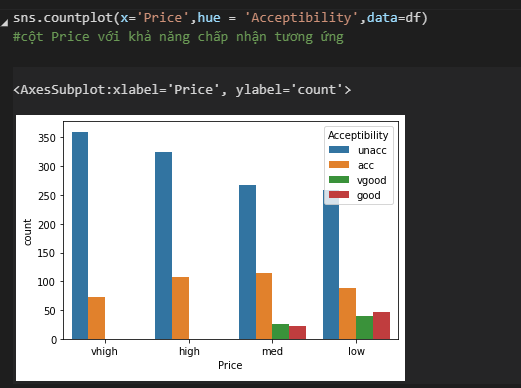 sns.countplot(x='Price',hue = 'Acceptibility',data=df)
#cột Price với khả năng chấp nhận tương ứng
<AxesSubplot:xlabel='Price', ylabel='count'>
Acceptibility
unacc
acc
vgood
good
350
300
250
200
150
100
50
0
count
vhigh high med low
Price